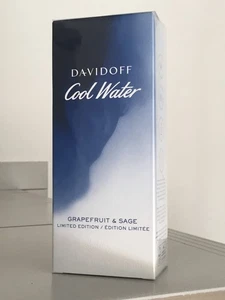 DAVIDOFF
Cool Water
GRAPEFRUIT & SAGE
LIMITED EDITION / ÉDITION LIMITÉE